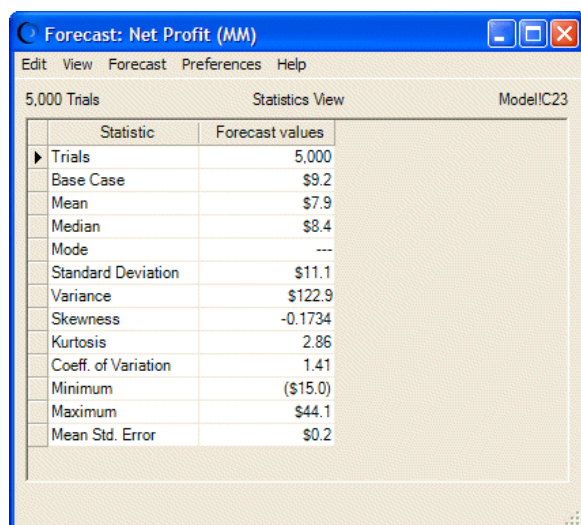 Forecast: Net Profit (MM)
Edit View Forecast Preferences Help
5,000 Trials Statistics View Model!C23
Statistic Forecast values
Trials 5,000
Base Case $9.2
Mean $7.9
Median $8.4
Mode ---
Standard Deviation $11.1
Variance $122.9
Skewness -0.1734
Kurtosis 2.86
Coeff. of Variation 1.41
Minimum ($15.0)
Maximum $44.1
Mean Std. Error $0.2